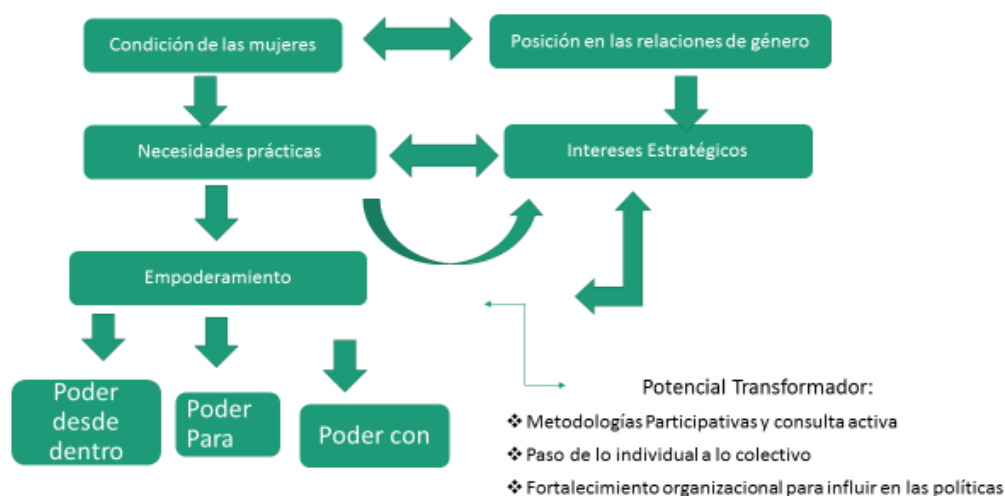 Condición de las mujeres
Posición en las relaciones de género
Necesidades prácticas
Intereses Estratégicos
Empoderamiento
Poder
desde
dentro
Poder
Para
Poder con
Potencial Transformador:
❖ Metodologías Participativas y consulta activa
❖ Paso de lo individual a lo colectivo
❖ Fortalecimiento organizacional para influir en las políticas